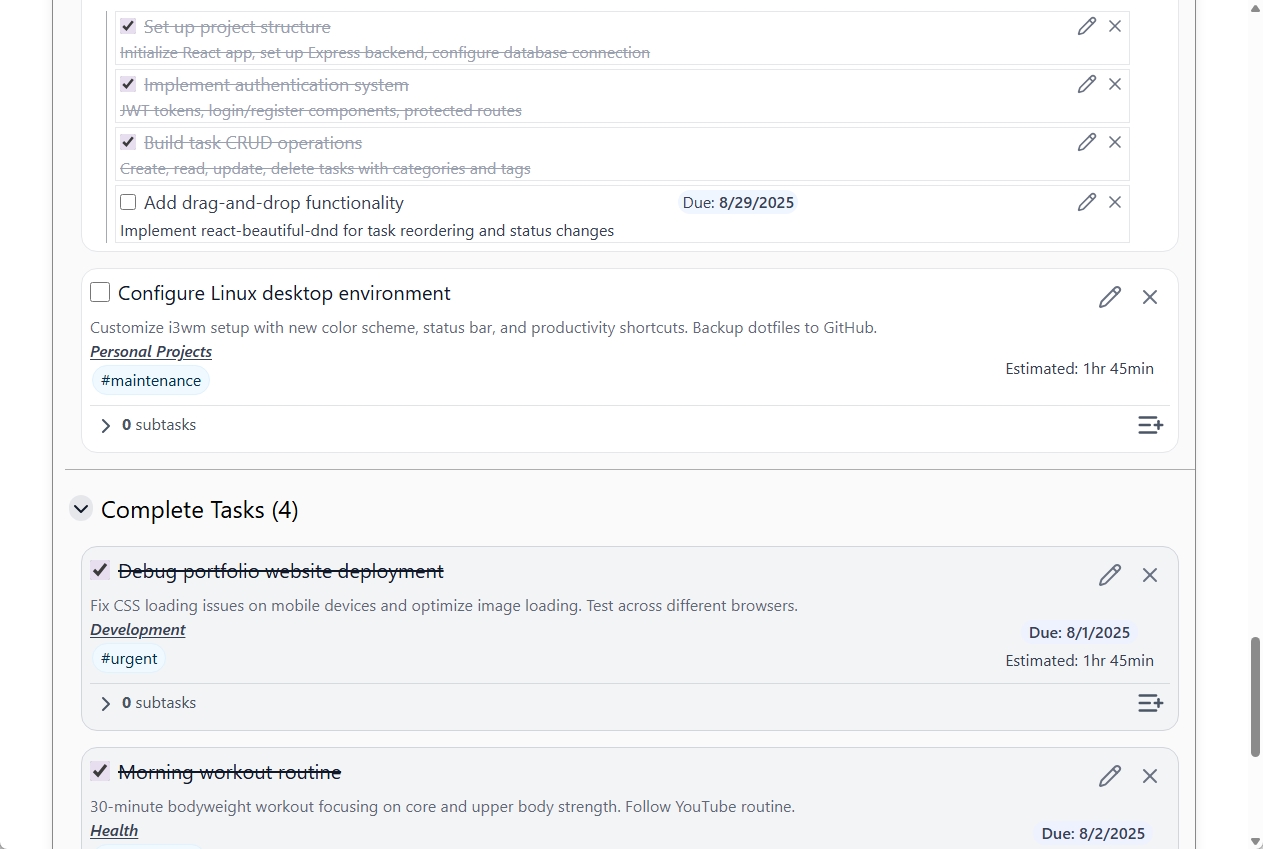 Set up project structure
Initialize React app, set up Express backend, configure database connection
Implement authentication system
JWT tokens, login/register components, protected routes
Build task CRUD operations
Create, read, update, delete tasks with categories and tags
Add drag-and-drop functionality Due: 8/29/2025
Implement react-beautiful-dnd for task reordering and status changes
Configure Linux desktop environment
Customize i3wm setup with new color scheme, status bar, and productivity shortcuts. Backup dotfiles to GitHub.
Personal Projects
Estimated: 1hr 45min
#maintenance
0 subtasks
Complete Tasks (4)
Debug portfolio website deployment
Fix CSS loading issues on mobile devices and optimize image loading. Test across different browsers.
Development
Due: 8/1/2025
#urgent
Estimated: 1hr 45min
0 subtasks
Morning workout routine
30-minute bodyweight workout focusing on core and upper body strength. Follow YouTube routine.
Health
Due: 8/2/2025